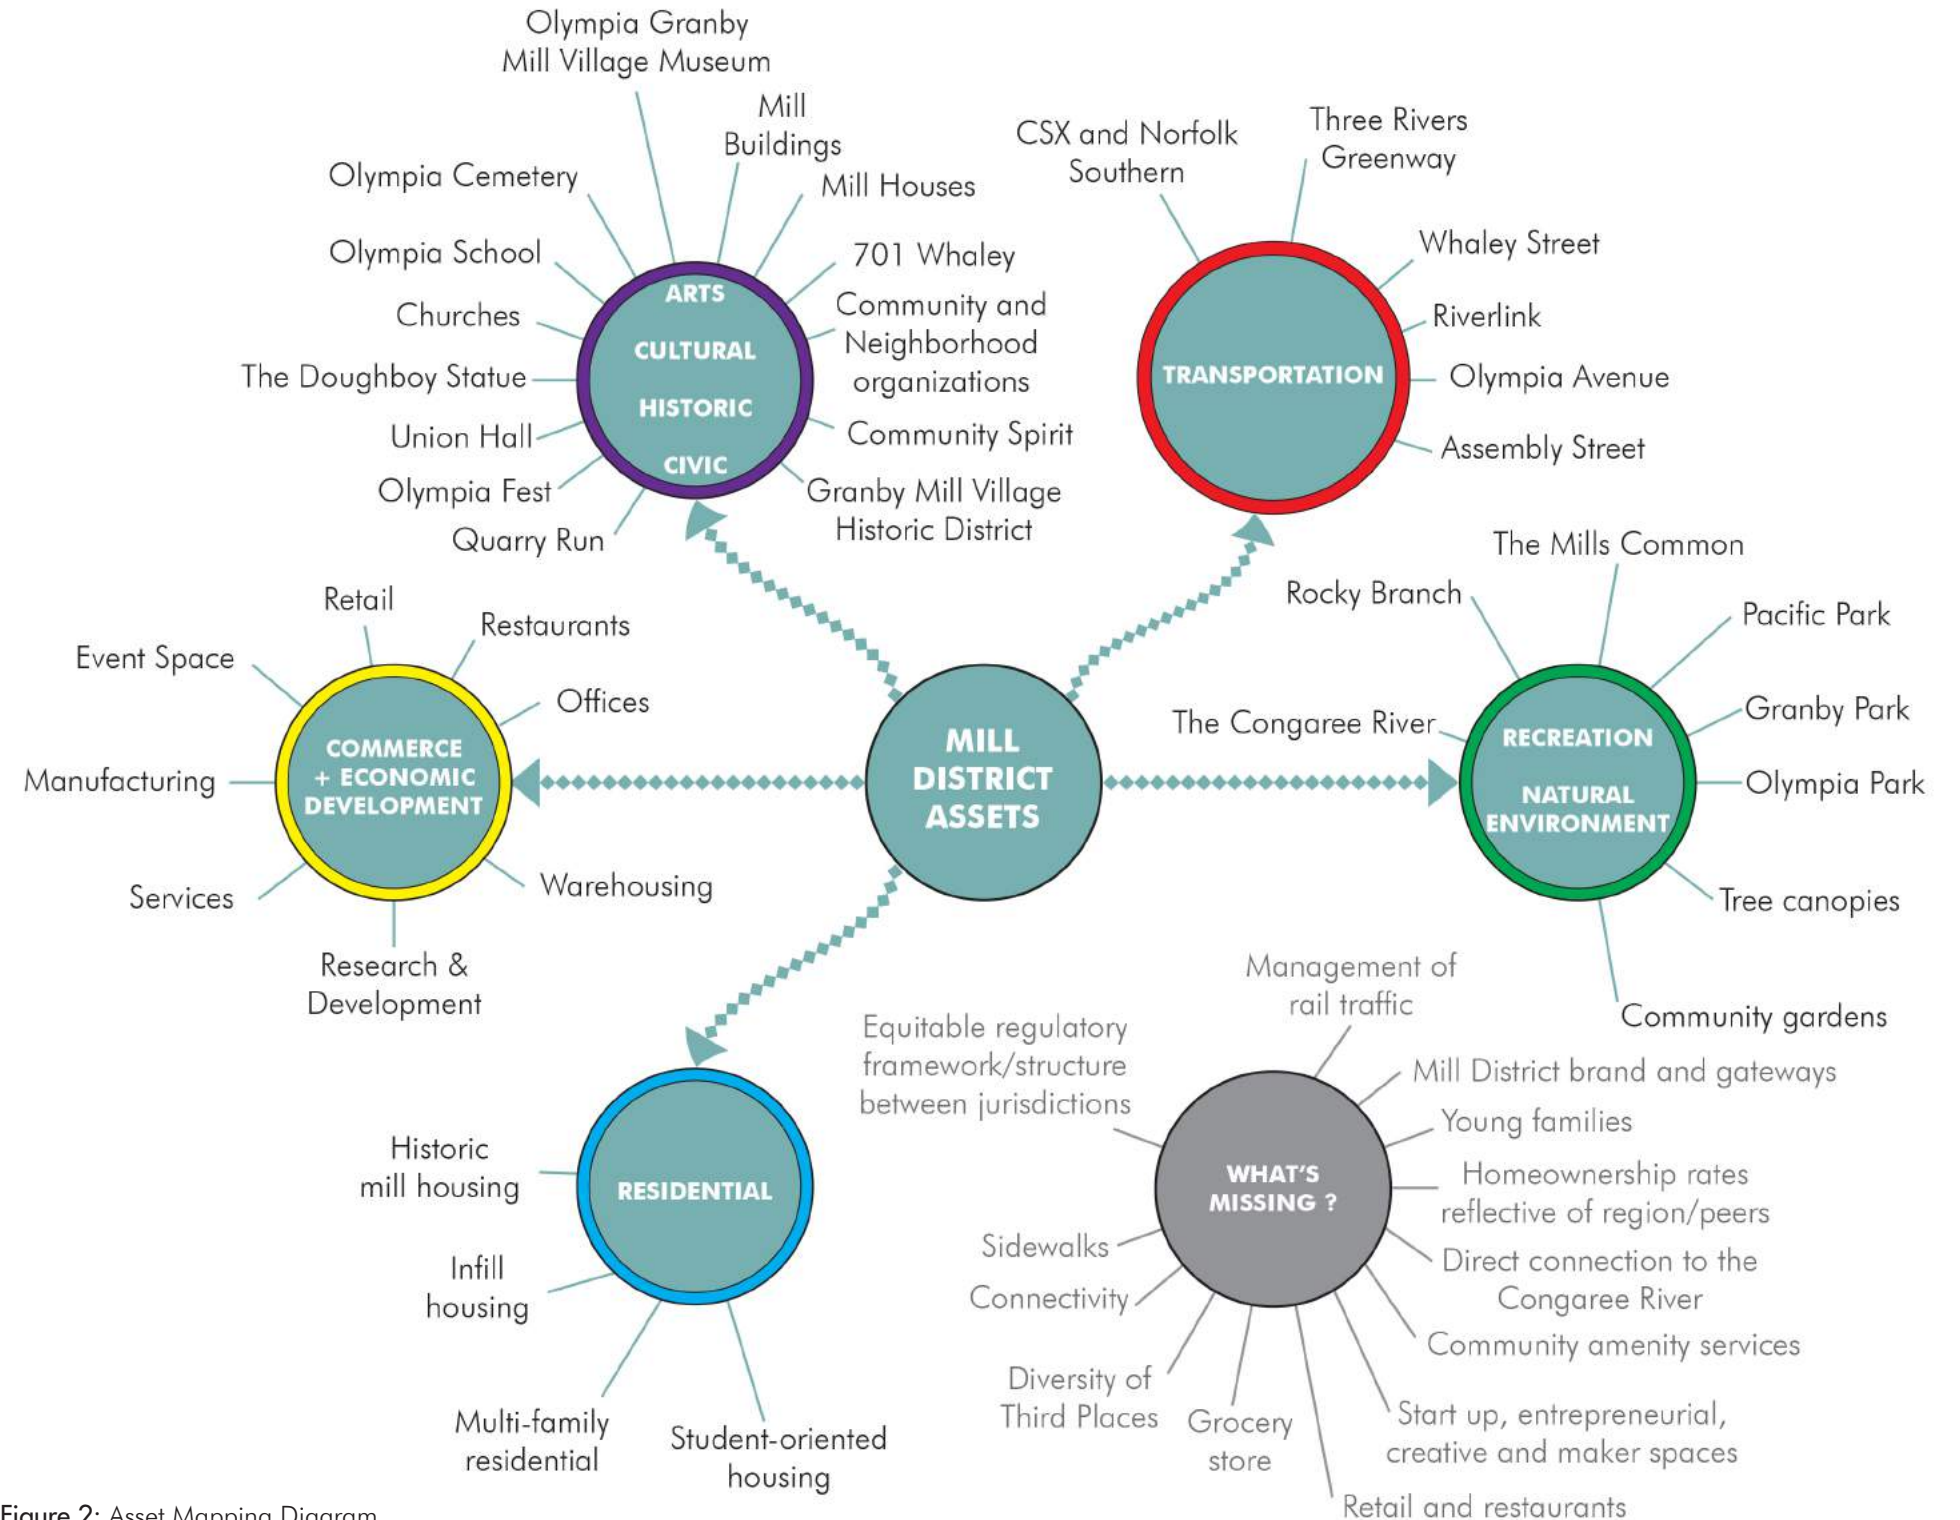 Olympia Granby
Mill Village Museum
Mill
Buildings
Mill Houses
Olympia Cemetery
Olympia School
Churches
The Doughboy Statue
Union Hall
Olympia Fest
Quarry Run
701 Whaley
Community and
Neighborhood
organizations
Community Spirit
Granby Mill Village
Historic District
ARTS
CULTURAL
HISTORIC
CIVIC
CSX and Norfolk
Southern
Three Rivers
Greenway
Whaley Street
Riverlink
Olympia Avenue
Assembly Street
TRANSPORTATION
Retail
Restaurants
Event Space
Offices
Manufacturing
Services
Warehousing
Research &
Development
COMMERCE
+ ECONOMIC
DEVELOPMENT
MILL
DISTRICT
ASSETS
The Mills Common
Rocky Branch
Pacific Park
The Congaree River
Granby Park
Olympia Park
Tree canopies
Community gardens
RECREATION
NATURAL
ENVIRONMENT
Historic
mill housing
Infill
housing
Multi-family
residential
Student-oriented
housing
RESIDENTIAL
Management of
rail traffic
Equitable regulatory
framework/structure
between jurisdictions
Mill District brand and gateways
Young families
Homeownership rates
reflective of region/peers
Direct connection to the
Congaree River
Community amenity services
Start up, entrepreneurial,
creative and maker spaces
Retail and restaurants
Grocery
store
Diversity of
Third Places
Connectivity
Sidewalks
WHAT'S
MISSING ?
Figure 2: Asset Mapping Diagram